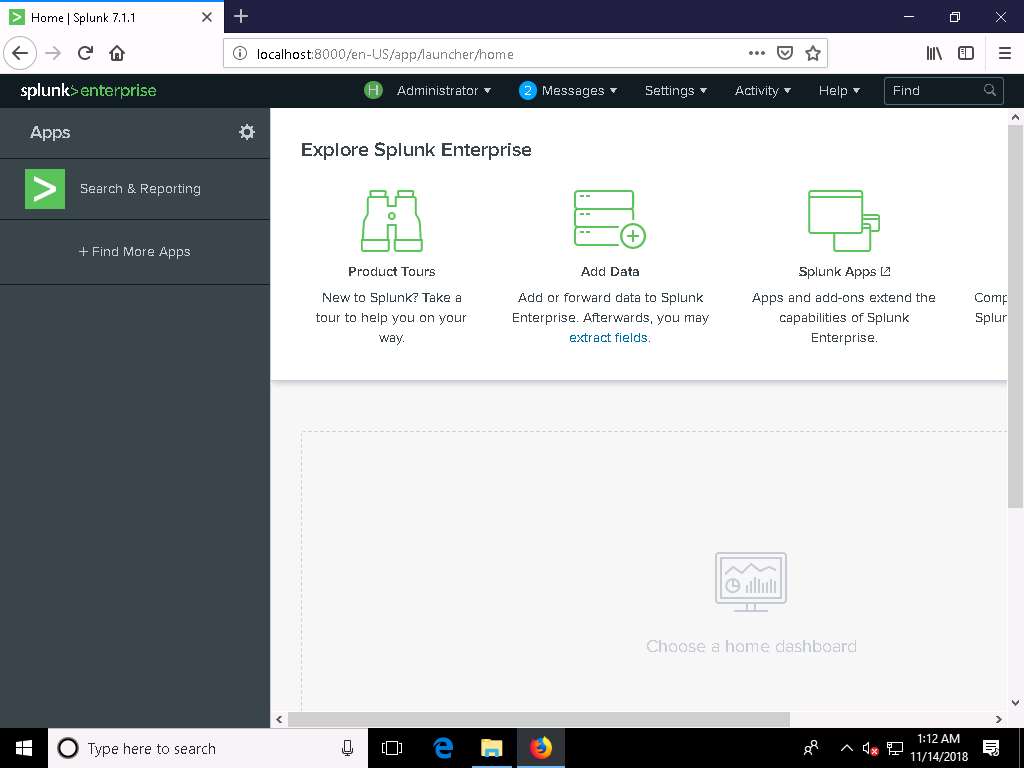 Home | Splunk 7.1.1
localhost:8000/en-US/app/launcher/home
splunk>enterprise
H Administrator
2 Messages
Settings
Activity
Help
Find
Apps
Search & Reporting
+ Find More Apps
Explore Splunk Enterprise
Product Tours
New to Splunk? Take a
tour to help you on your
way.
Add Data
Add or forward data to Splunk
Enterprise. Afterwards, you may
extract fields.
Splunk Apps
Apps and add-ons extend the
capabilities of Splunk
Enterprise.
Comp
Splun
Choose a home dashboard
Type here to search
1:12 AM
11/14/2018